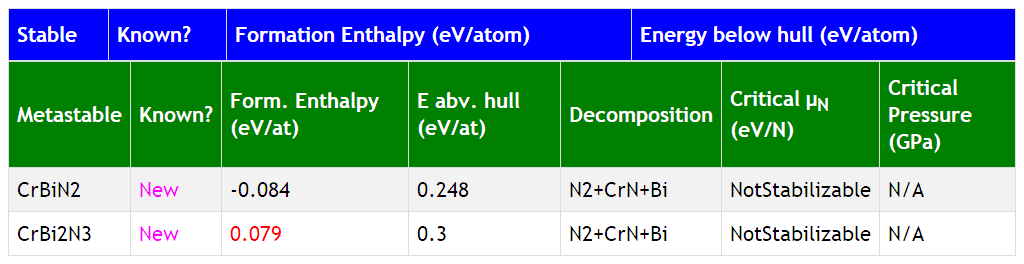 Stable Known? Formation Enthalpy (eV/atom) Energy below hull (eV/atom)
Metastable Known? Form. Enthalpy (eV/at) E abv. hull (eV/at) Decomposition Critical μN (eV/N) Critical Pressure (GPa)
CrBiN2 New -0.084 0.248 N2+CrN+Bi NotStabilizable N/A
CrBi2N3 New 0.079 0.3 N2+CrN+Bi NotStabilizable N/A